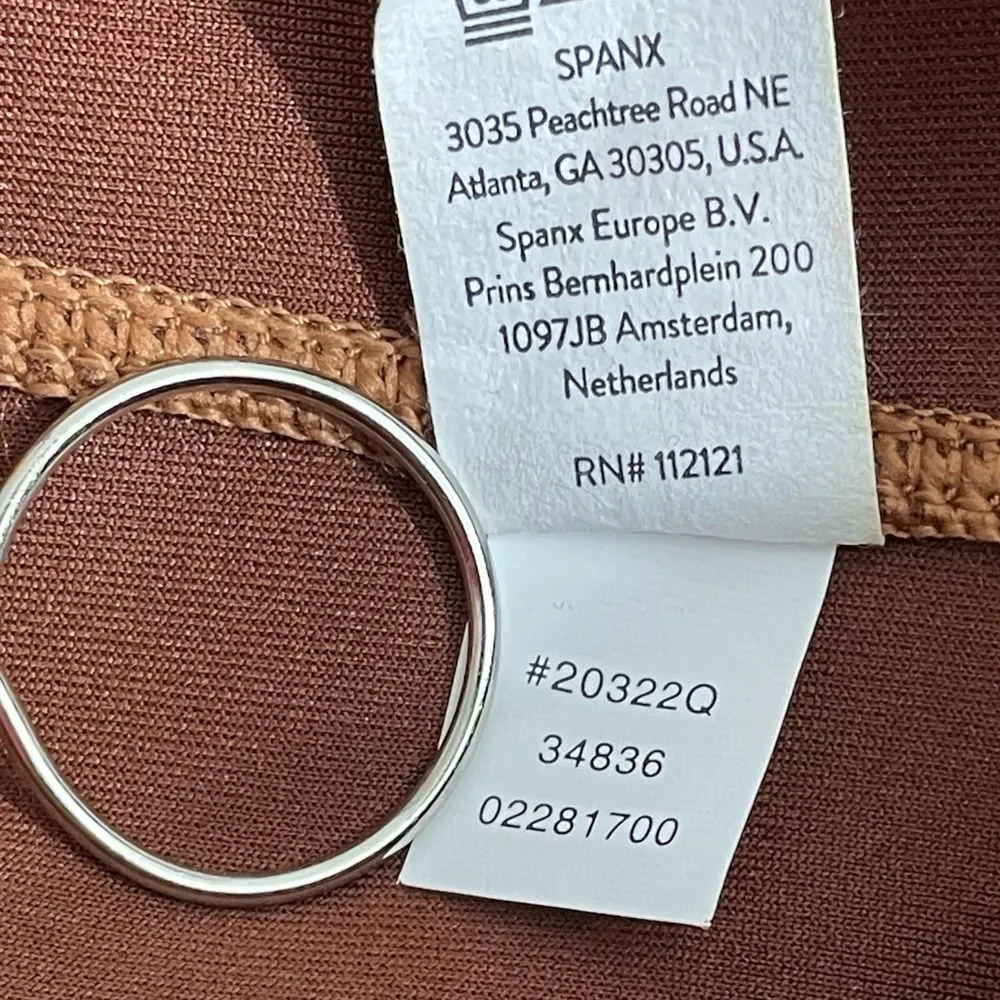 SPANX
3035 Peachtree Road NE
Atlanta, GA 30305, U.S.A.
Spanx Europe B.V.
Prins Bernhardplein 200
1097JB Amsterdam,
Netherlands
RN# 112121
#20322Q
34836
02281700